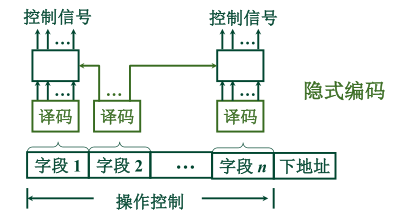 控制信号 控制信号
… …
… … …
隐式编码
译码 译码 译码
字段 1 字段 2 … 字段 n 下地址
操作控制